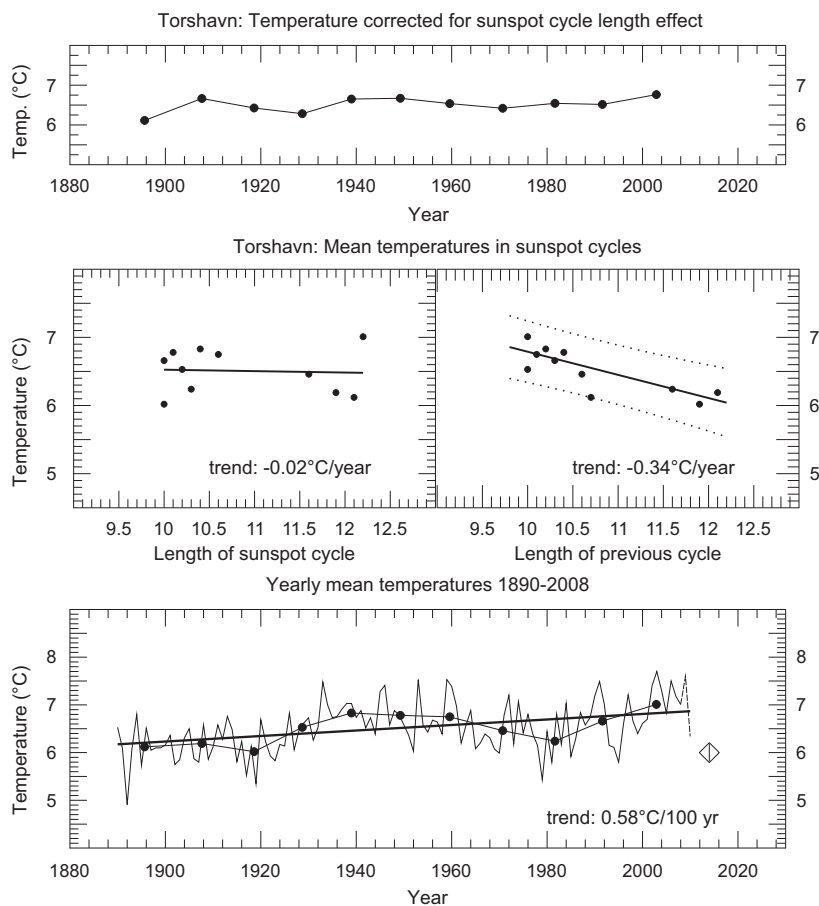 Torshavn: Temperature corrected for sunspot cycle length effect
Temp. (°C)
7 7
6 6
1880 1900 1920 1940 1960 1980 2000 2020
Year
Torshavn: Mean temperatures in sunspot cycles
Temperature (°C)
7
6
5
trend: -0.02°C/year trend: -0.34°C/year
9.5 10 10.5 11 11.5 12 12.5 9.5 10 10.5 11 11.5 12 12.5
Length of sunspot cycle Length of previous cycle
Yearly mean temperatures 1890-2008
Temperature (°C)
8 8
7 7
6 6
5 5
trend: 0.58°C/100 yr
1880 1900 1920 1940 1960 1980 2000 2020
Year